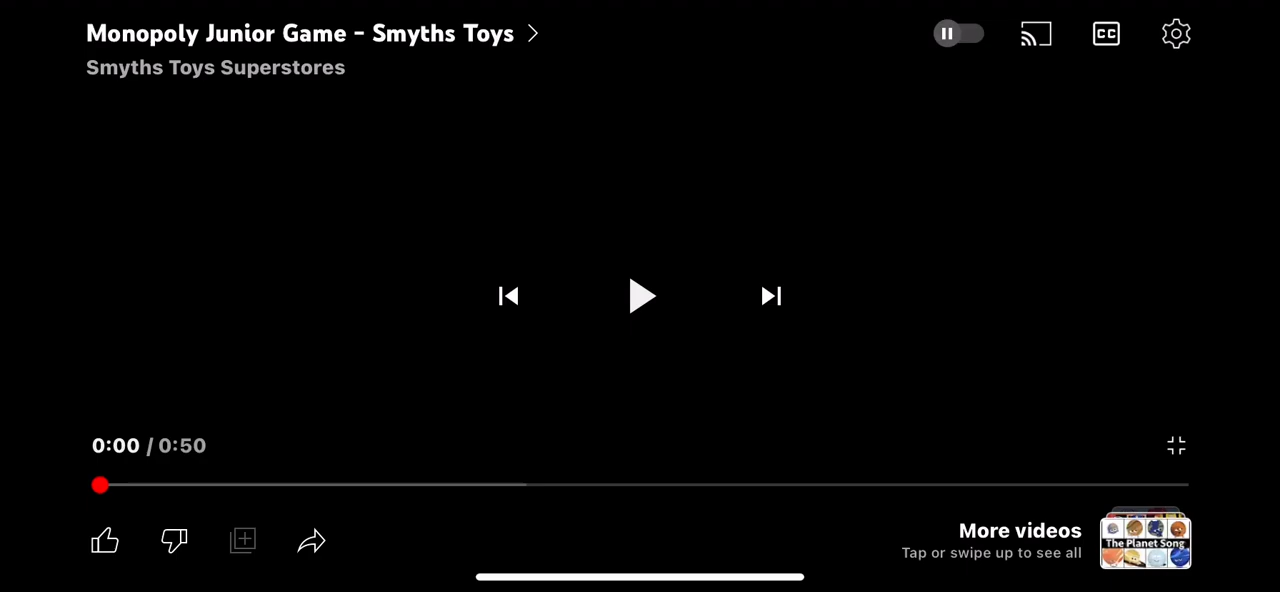 Monopoly Junior Game - Smyths Toys
Smyths Toys Superstores
CC
0:00 / 0:50
More videos
Tap or swipe up to see all
The Planet Song